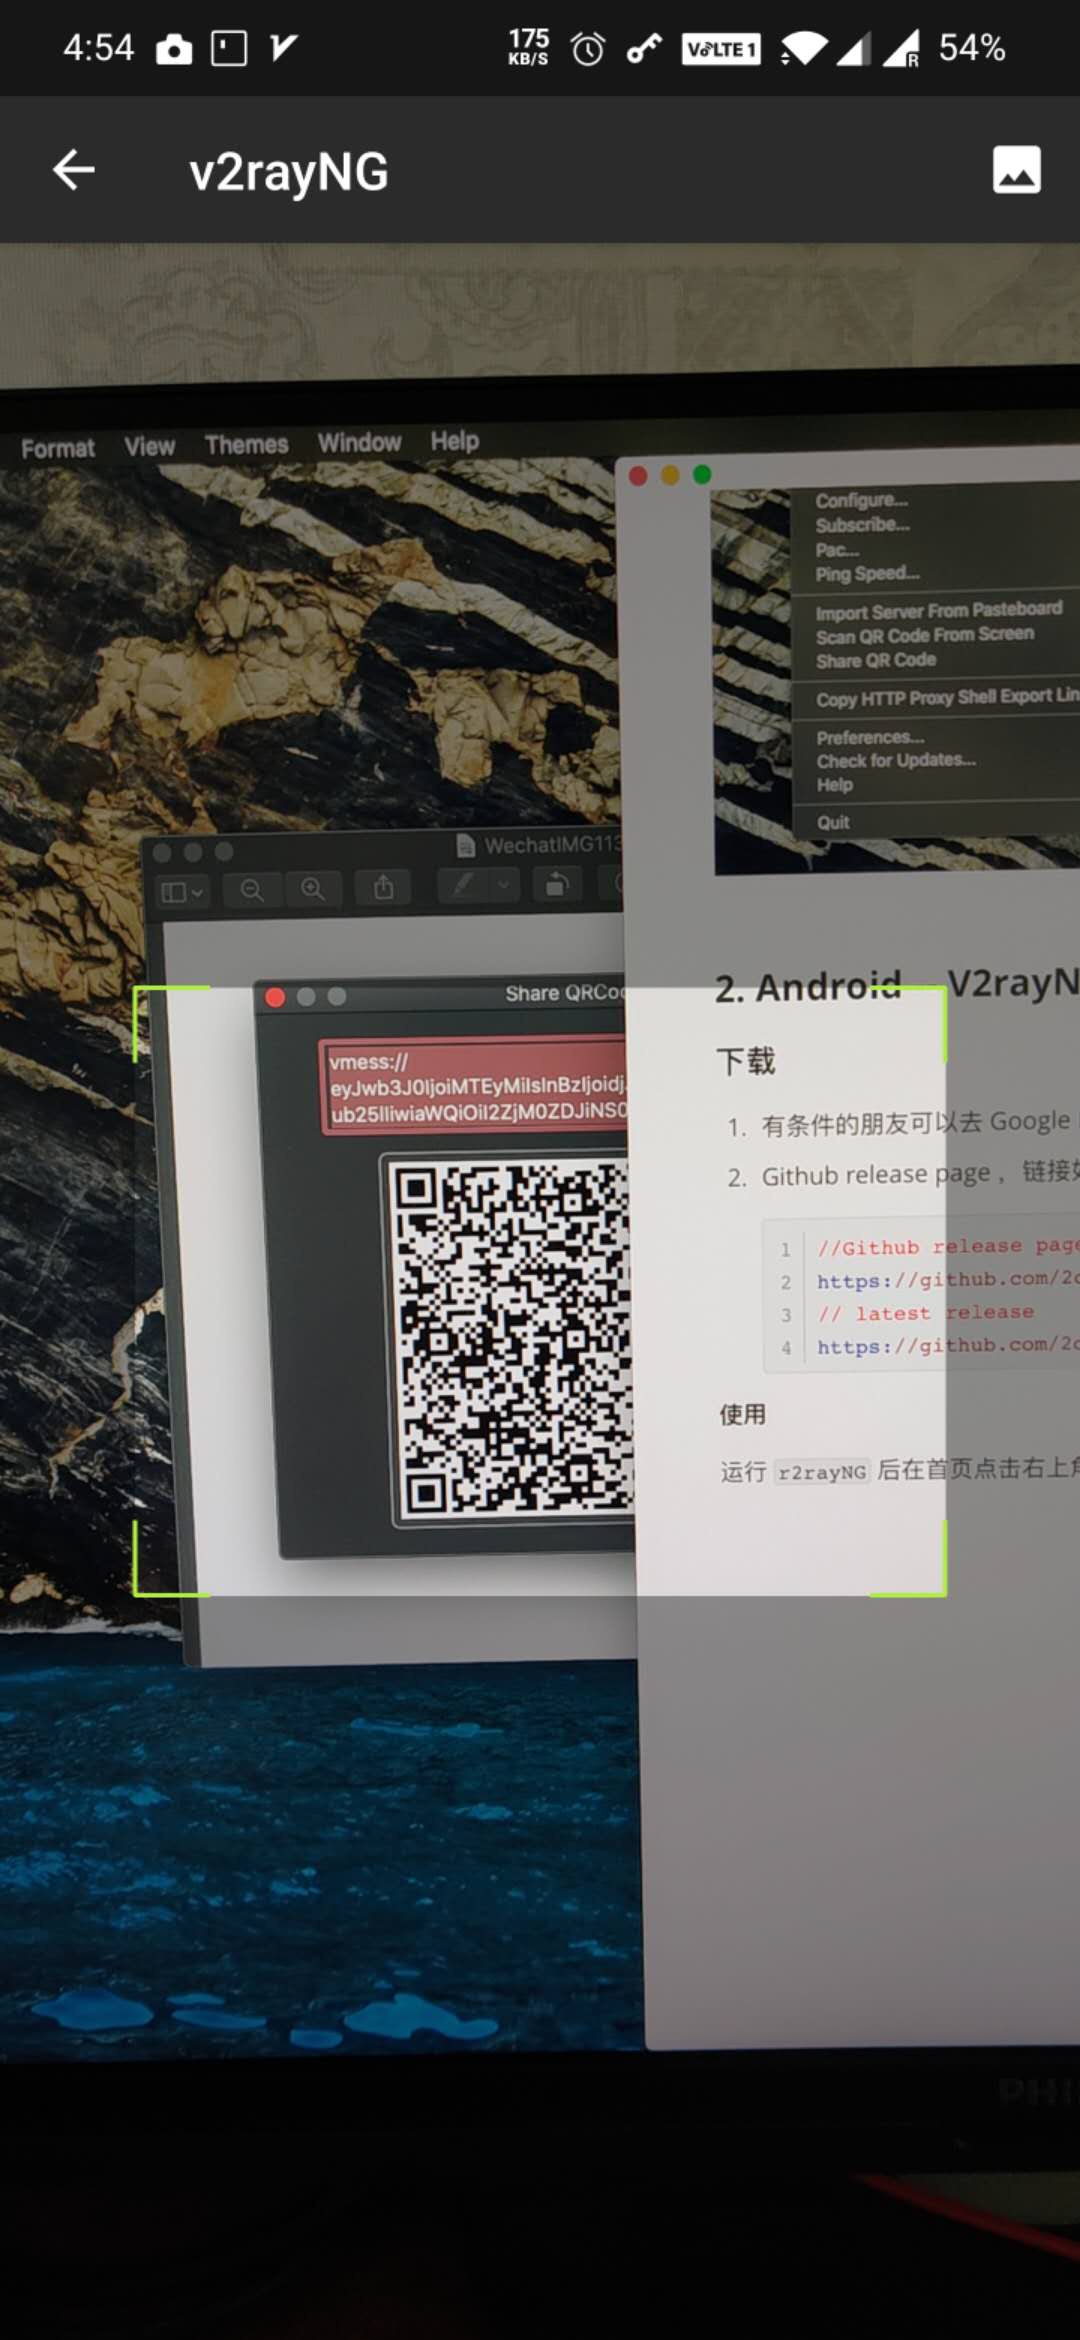 4:54
175 KB/S
VoLTE 1
R
54%
v2rayNG
Format View Themes Window Help
Configure...
Subscribe...
Pac...
Ping Speed...
Import Server From Pasteboard
Scan QR Code From Screen
Share QR Code
Copy HTTP Proxy Shell Export Lin
Preferences...
Check for Updates...
Help
Quit
WechatIMG113
Share QRCo
vmess://
eyJwb3J0IjoiMTEyMiIsInBzIjoidj
ub25lIiwiaWQiOiI2ZjM0ZDJiNS0
2. Android V2rayN
下载
1. 有条件的朋友可以去 Google
2. Github release page ，链接如
1 //Github release page
2 https://github.com/2d
3 // latest release
4 https://github.com/2d
使用
运行 r2rayNG 后在首页点击右上角
PHI